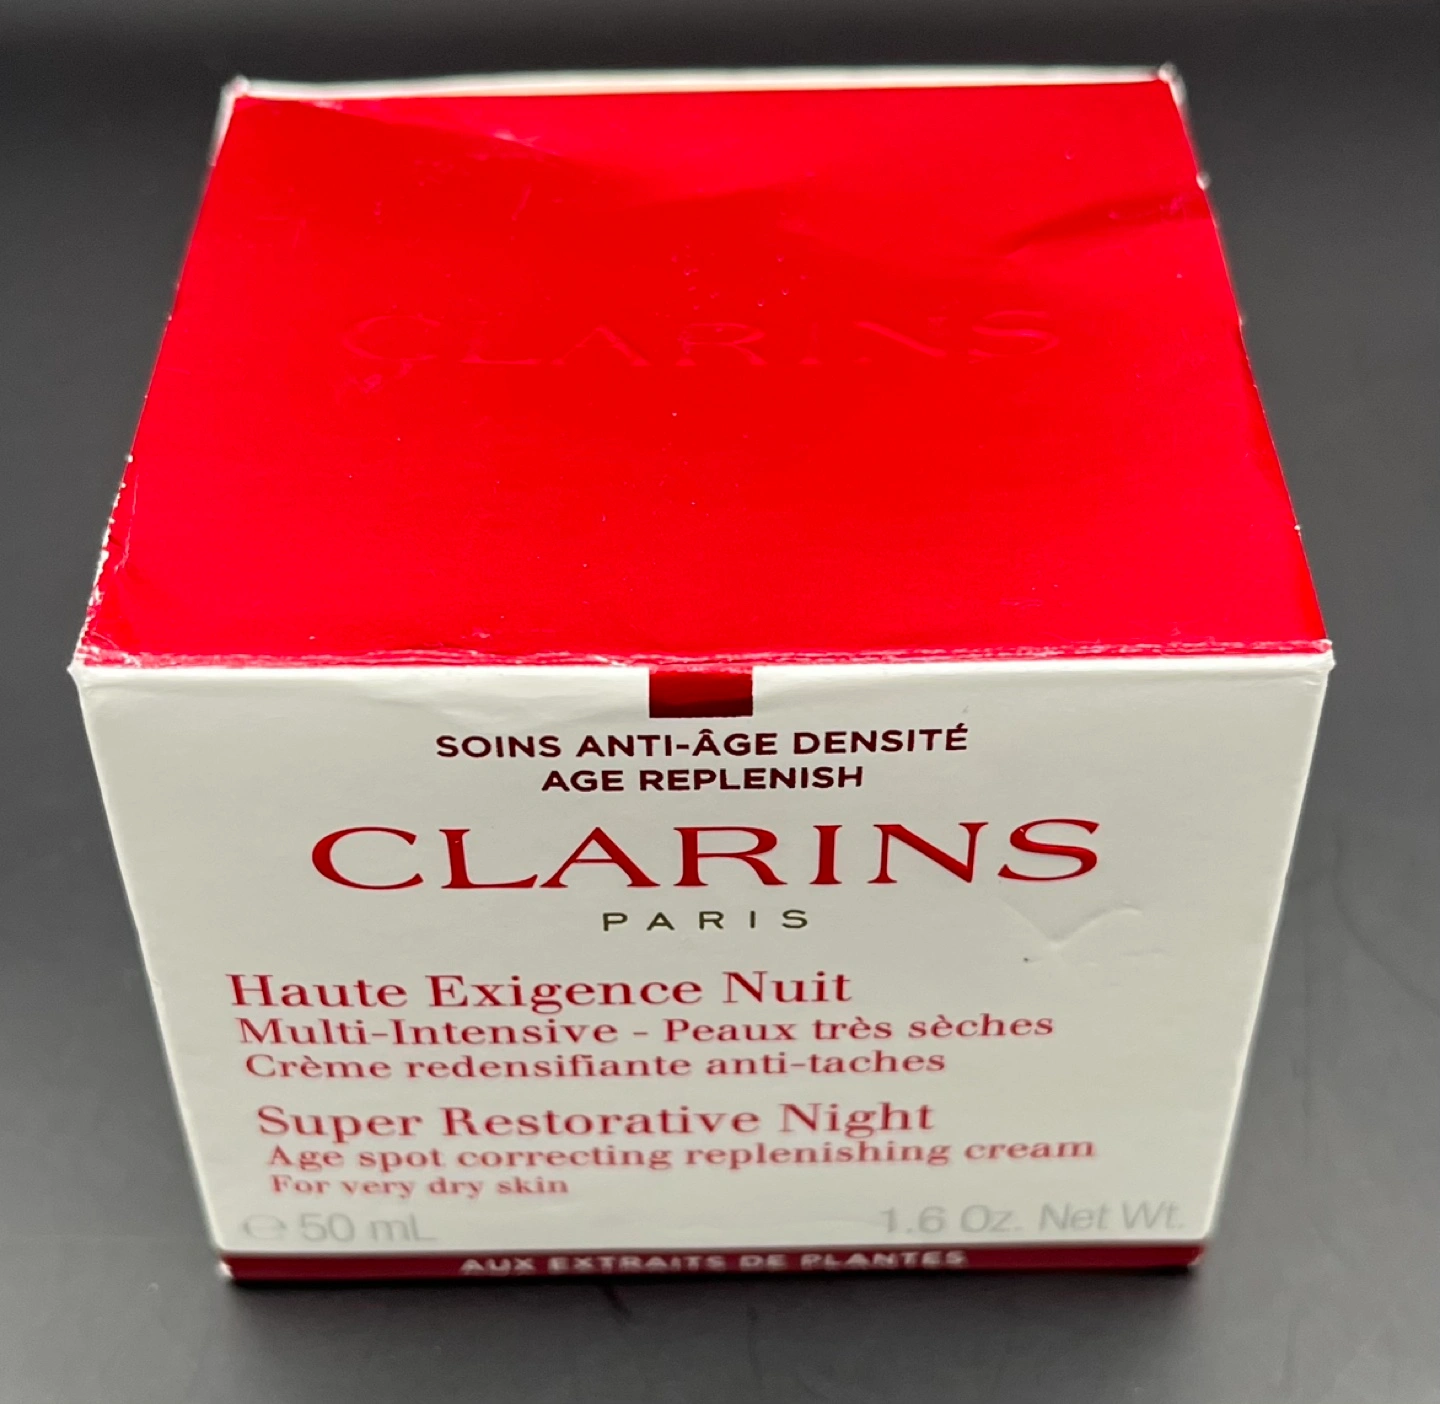 CLARINS
SOINS ANTI-ÂGE DENSITÉ
AGE REPLENISH
CLARINS
PARIS
Haute Exigence Nuit
Multi-Intensive - Peaux très sèches
Crème redensifiante anti-taches
Super Restorative Night
Age spot correcting replenishing cream
For very dry skin
℮ 50 mL 1.6 Oz. Net Wt.
AUX EXTRAITS DE PLANTES